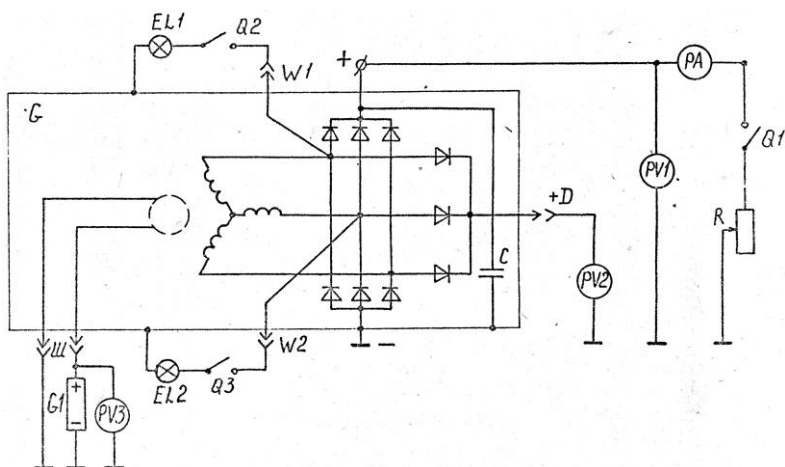 EL1
Q2
W1
+
PA
G
Q1
PV1
+D
R
C
PV2
-
Ш
W2
EL2
Q3
G1
+
-
PV3